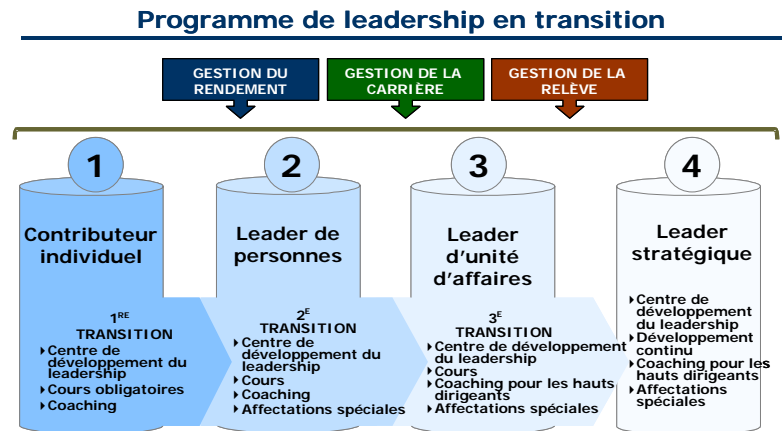 Programme de leadership en transition
GESTION DU
RENDEMENT
GESTION DE LA
CARRIÈRE
GESTION DE LA
RELÈVE
1
Contributeur
individuel
1RE
TRANSITION
Centre de
développement du
leadership
Cours obligatoires
Coaching
2
Leader de
personnes
2E
TRANSITION
Centre de
développement du
leadership
Cours
Coaching
Affectations spéciales
3
Leader
d'unité
d'affaires
3E
TRANSITION
Centre de développement
du leadership
Cours
Coaching pour les hauts
dirigeants
Affectations spéciales
4
Leader
stratégique
Centre de
développement
du leadership
Développement
continu
Coaching pour les
hauts dirigeants
Affectations
spéciales